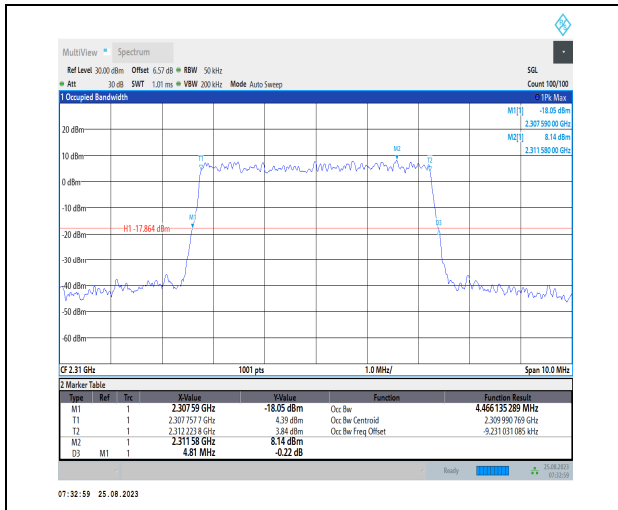 MultiView Spectrum
Ref Level 30.00 dBm Offset 6.57 dB RBW 50 kHz SGL
Att 30 dB SWT 1.01 ms VBW 200 kHz Mode Auto Sweep Count 100/100
1 Occupied Bandwidth 1Pk Max
M1[1] -18.05 dBm
2.307 590 00 GHz
M2[1] 8.14 dBm
2.311 580 00 GHz
20 dBm
10 dBm
T1 M2 T2
0 dBm
-10 dBm
M1 D3
H1 -17.864 dBm
-20 dBm
-30 dBm
-40 dBm
-50 dBm
-60 dBm
CF 2.31 GHz 1001 pts 1.0 MHz/ Span 10.0 MHz
2 Marker Table
Type Ref Trc X-Value Y-Value Function Function Result
M1 1 2.307 59 GHz -18.05 dBm Occ Bw 4.466 135 289 MHz
T1 1 2.307 757 7 GHz 4.39 dBm Occ Bw Centroid 2.309 990 769 GHz
T2 1 2.312 223 8 GHz 3.84 dBm Occ Bw Freq Offset -9.231 031 085 kHz
M2 1 2.311 58 GHz 8.14 dBm
D3 M1 1 4.81 MHz -0.22 dB
Ready 25.08.2023
07:32:59
07:32:59 25.08.2023